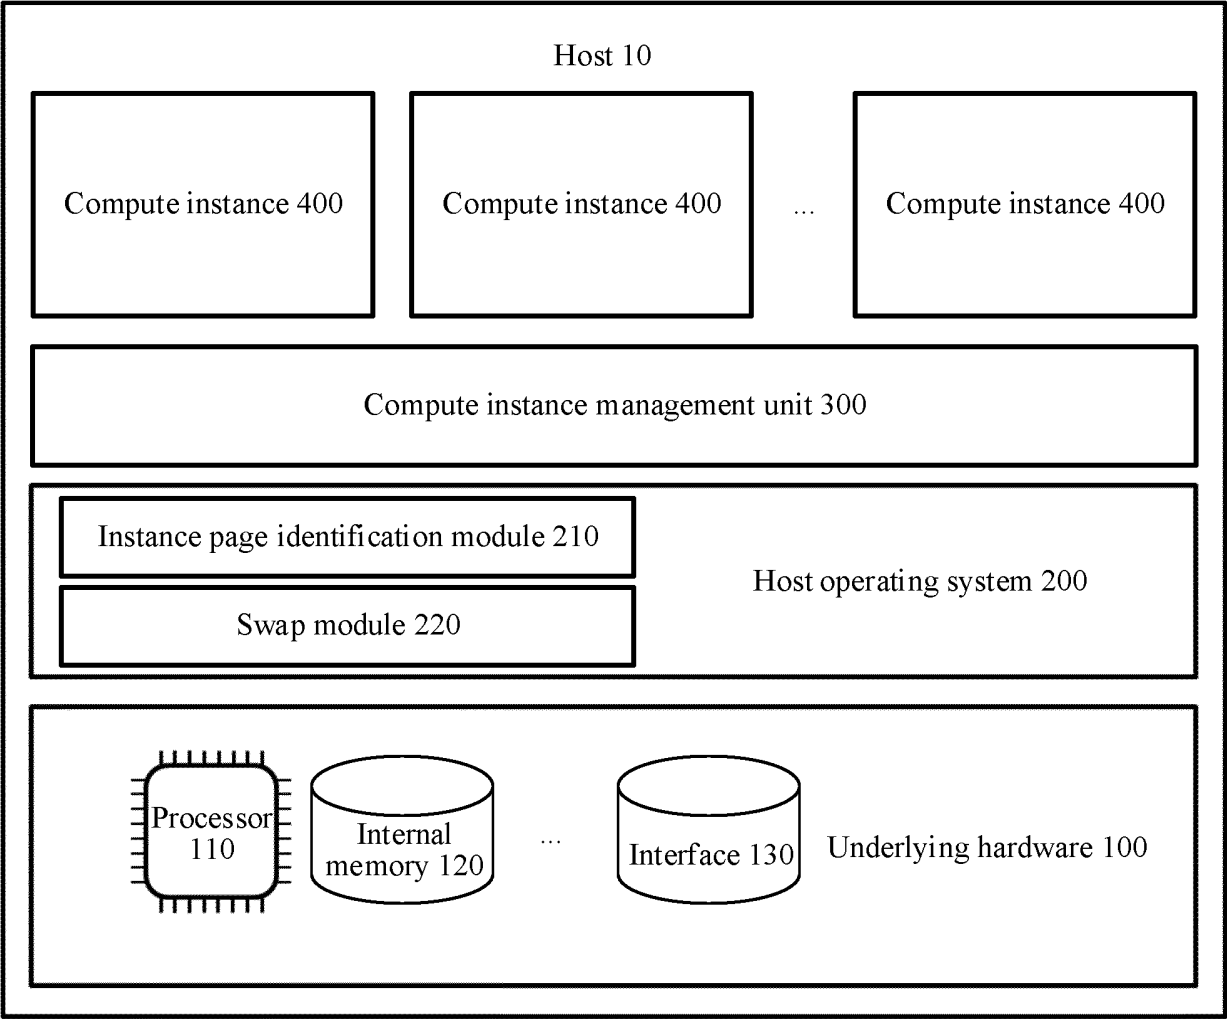 Host 10
Compute instance 400
Compute instance 400
...
Compute instance 400
Compute instance management unit 300
Instance page identification module 210
Swap module 220
Host operating system 200
Processor
110
Internal
memory 120
...
Interface 130
Underlying hardware 100